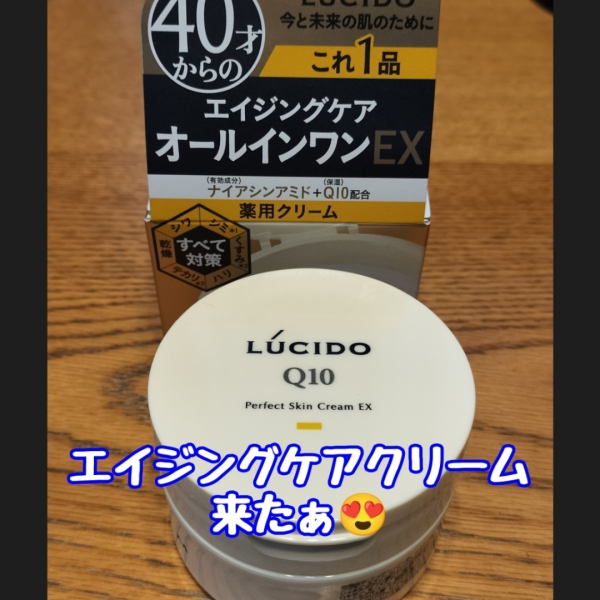 LÚCIDO
40才
からの
今と未来の肌のために
これ1品
エイジングケア
オールインワンEX
(有効成分) (保湿)
ナイアシンアミド+Q10配合
薬用クリーム
シワ
シミ※
くすみ※
乾燥
テカリ※
ハリ
すべて
対策
LÚCIDO
Q10
Perfect Skin Cream EX
エイジングケアクリーム
来たぁ😍